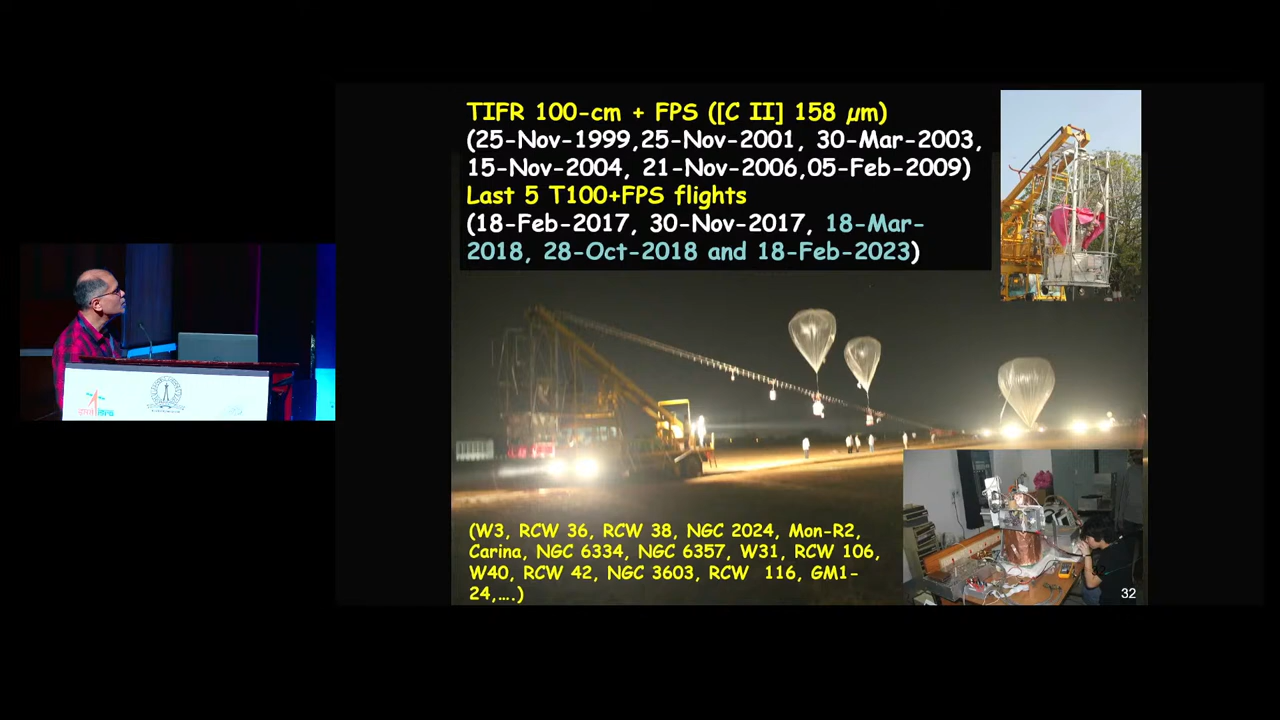 TIFR 100-cm + FPS ([C II] 158 µm)
(25-Nov-1999,25-Nov-2001, 30-Mar-2003,
15-Nov-2004, 21-Nov-2006,05-Feb-2009)
Last 5 T100+FPS flights
(18-Feb-2017, 30-Nov-2017, 18-Mar-
2018, 28-Oct-2018 and 18-Feb-2023)
(W3, RCW 36, RCW 38, NGC 2024, Mon-R2,
Carina, NGC 6334, NGC 6357, W31, RCW 106,
W40, RCW 42, NGC 3603, RCW 116, GM1-
24,….)
32